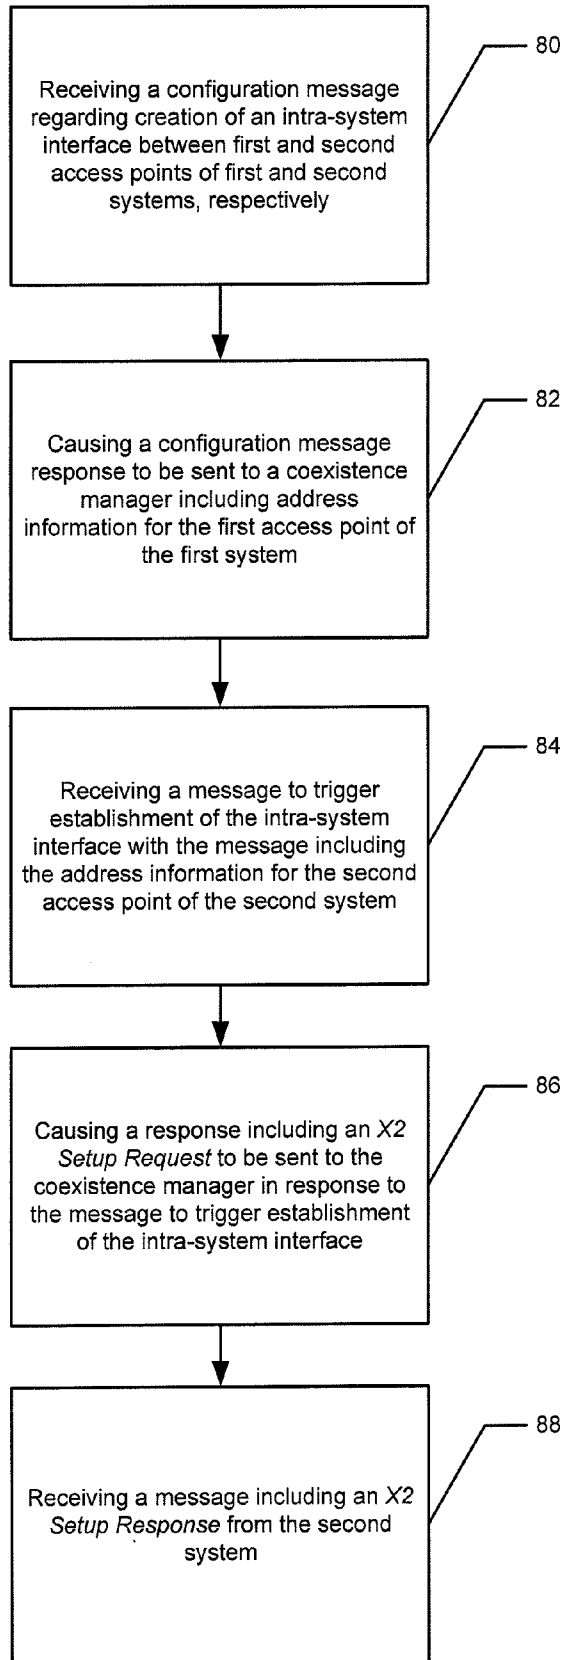 80
Receiving a configuration message
regarding creation of an intra-system
interface between first and second
access points of first and second
systems, respectively
82
Causing a configuration message
response to be sent to a coexistence
manager including address
information for the first access point of
the first system
84
Receiving a message to trigger
establishment of the intra-system
interface with the message including
the address information for the second
access point of the second system
86
Causing a response including an X2
Setup Request to be sent to the
coexistence manager in response to
the message to trigger establishment
of the intra-system interface
88
Receiving a message including an X2
Setup Response from the second
system